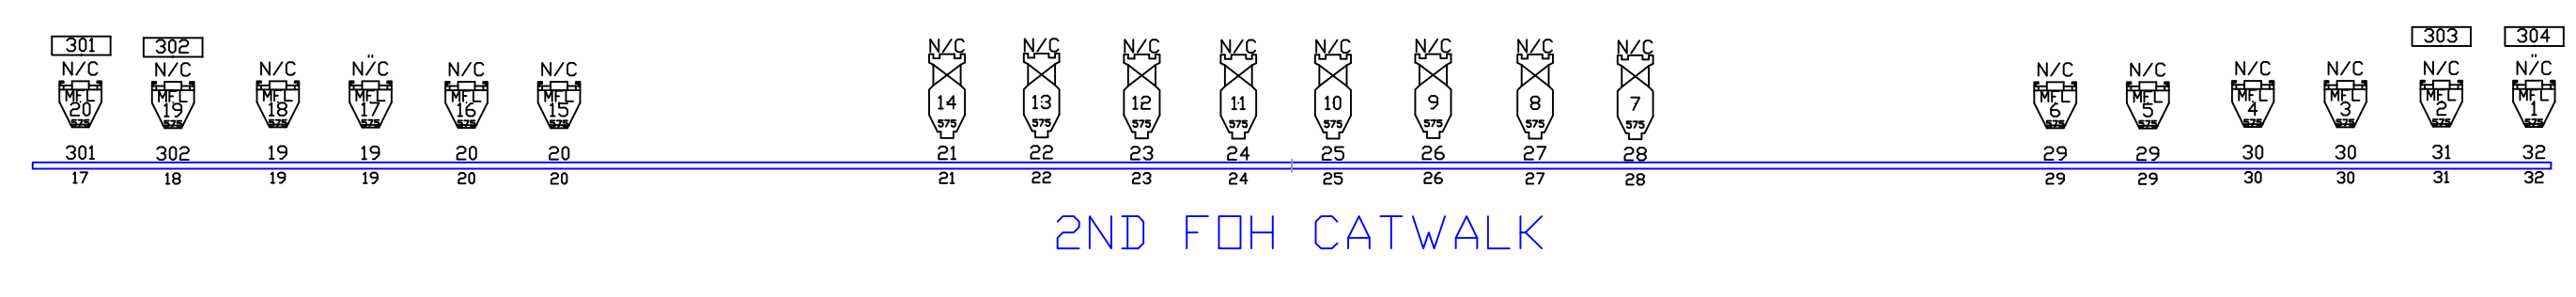 301 302 303 304
N/C N/C N/C N/C N/C N/C N/C N/C N/C N/C N/C N/C N/C N/C N/C N/C N/C N/C N/C N/C
MFL MFL MFL MFL MFL MFL MFL MFL MFL MFL MFL MFL
20 19 18 17 16 15 14 13 12 11 10 9 8 7 6 5 4 3 2 1
575 575 575 575 575 575 575 575 575 575 575 575 575 575 575 575 575 575 575 575
301 302 19 19 20 20 21 22 23 24 25 26 27 28 29 29 30 30 31 32
17 18 19 19 20 20 21 22 23 24 25 26 27 28 29 29 30 30 31 32
2ND FOH CATWALK